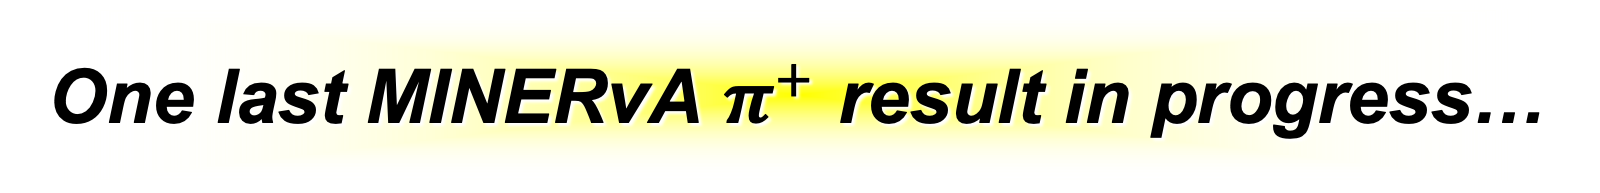 One last MINERvA π⁺ result in progress…